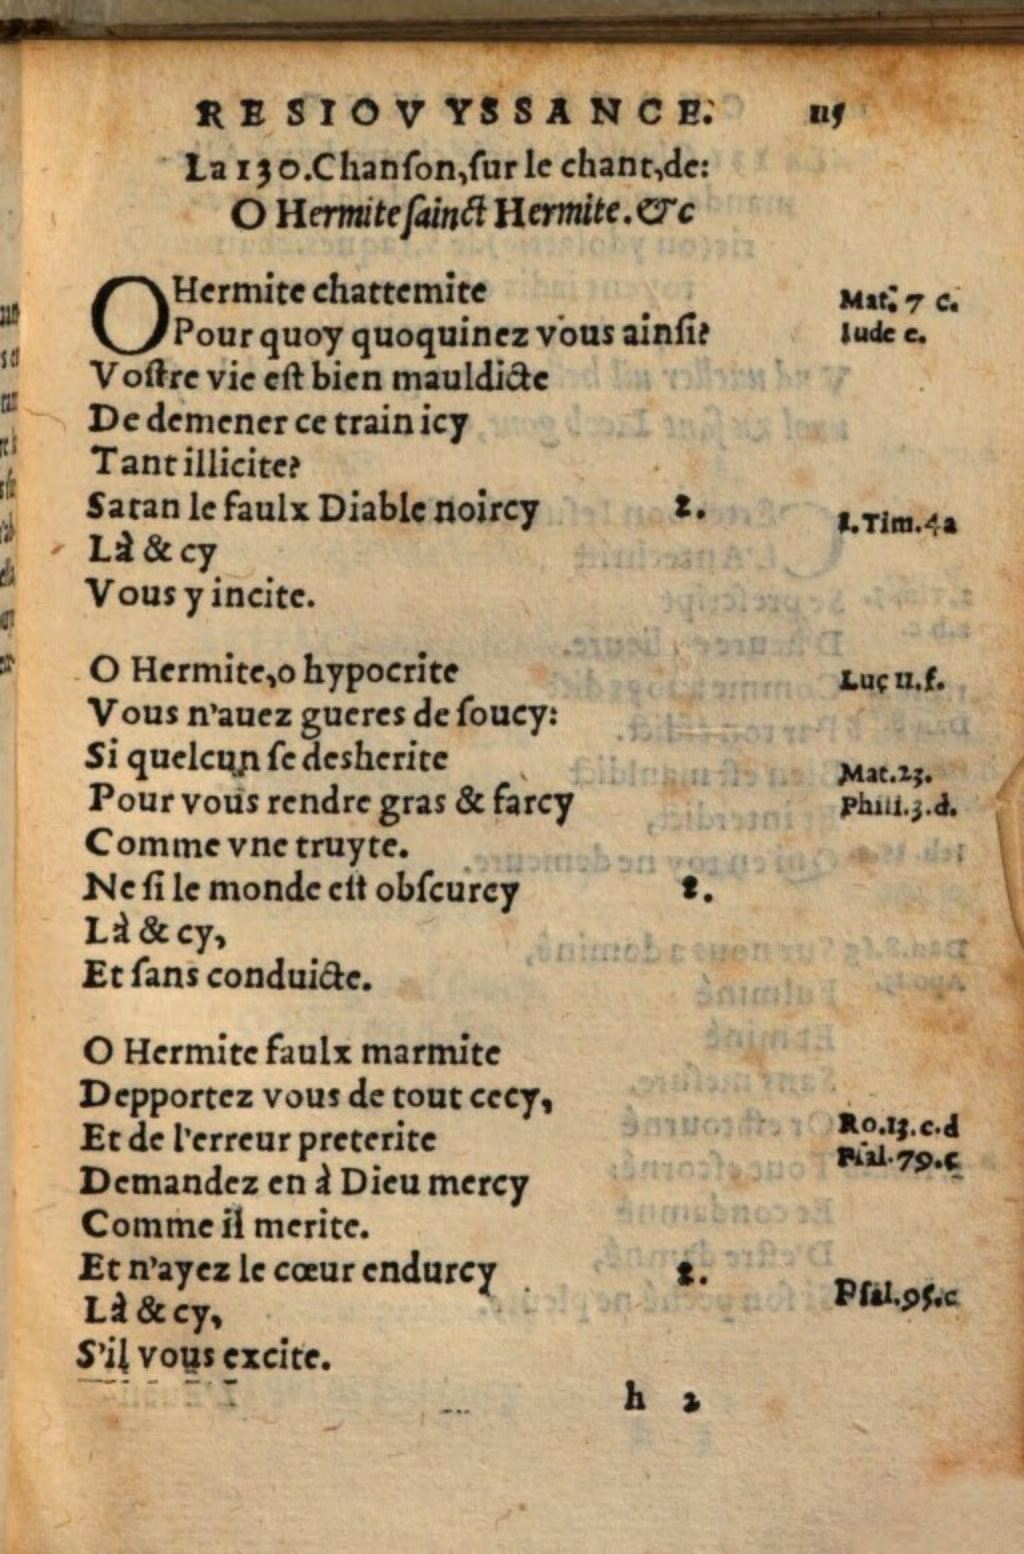 RESIOVYSSANCE. 115
La 130. Chanſon, ſur le chant, de:
O Hermite ſainct Hermite. &c
O Hermite chattemite
Pour quoy quoquinez vous ainſi?
Mat. 7 c.
Iude c.
Voſtre vie eſt bien mauldicte
De demener ce train icy
Tant illicite?
Satan le faulx Diable noircy 2.
1.Tim.4a
Là & cy
Vous y incite.
O Hermite, o hypocrite
Luc 11.f.
Vous n'auez gueres de ſoucy:
Si quelcun ſe desherite
Mat.23.
Pour vous rendre gras & farcy
Phili.3.d.
Comme vne truyte.
Ne ſi le monde eſt obſcurcy 2.
Là & cy,
Et ſans conduicte.
O Hermite faulx marmite
Depportez vous de tout cecy,
Et de l'erreur preterite
Ro.13.c.d
Pſal.79.c
Demandez en à Dieu mercy
Comme il merite.
Et n'ayez le cœur endurcy 2.
Pſal.95.c
Là & cy,
S'il vous excite.
h 2